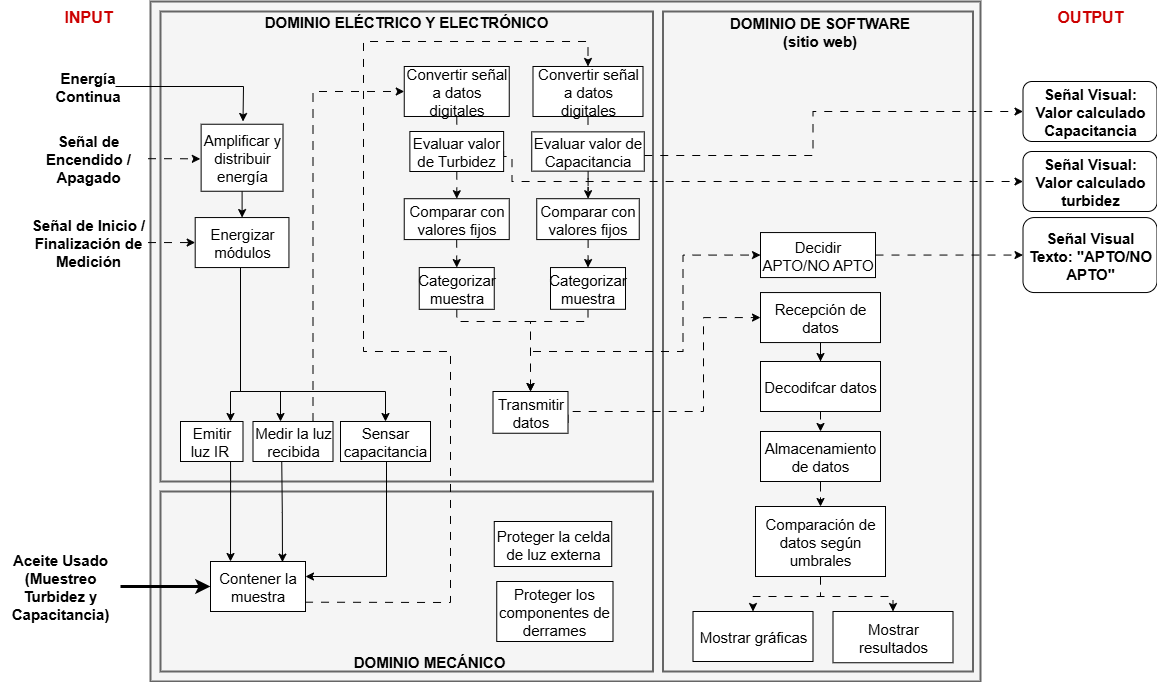 INPUT
DOMINIO ELÉCTRICO Y ELECTRÓNICO
DOMINIO DE SOFTWARE
(sitio web)
OUTPUT
Energía
Continua
Señal de
Encendido /
Apagado
Señal de Inicio /
Finalización de
Medición
Aceite Usado
(Muestreo
Turbidez y
Capacitancia)
Amplificar y
distribuir
energía
Energizar
módulos
Emitir
luz IR
Medir la luz
recibida
Sensar
capacitancia
Convertir señal
a datos
digitales
Evaluar valor
de Turbidez
Comparar con
valores fijos
Categorizar
muestra
Convertir señal
a datos
digitales
Evaluar valor de
Capacitancia
Comparar con
valores fijos
Categorizar
muestra
Transmitir
datos
Contener la
muestra
Proteger la celda
de luz externa
Proteger los
componentes de
derrames
DOMINIO MECÁNICO
Decidir
APTO/NO APTO
Recepción de
datos
Decodifcar datos
Almacenamiento
de datos
Comparación de
datos según
umbrales
Mostrar gráficas
Mostrar
resultados
Señal Visual:
Valor calculado
Capacitancia
Señal Visual:
Valor calculado
turbidez
Señal Visual
Texto: "APTO/NO
APTO"